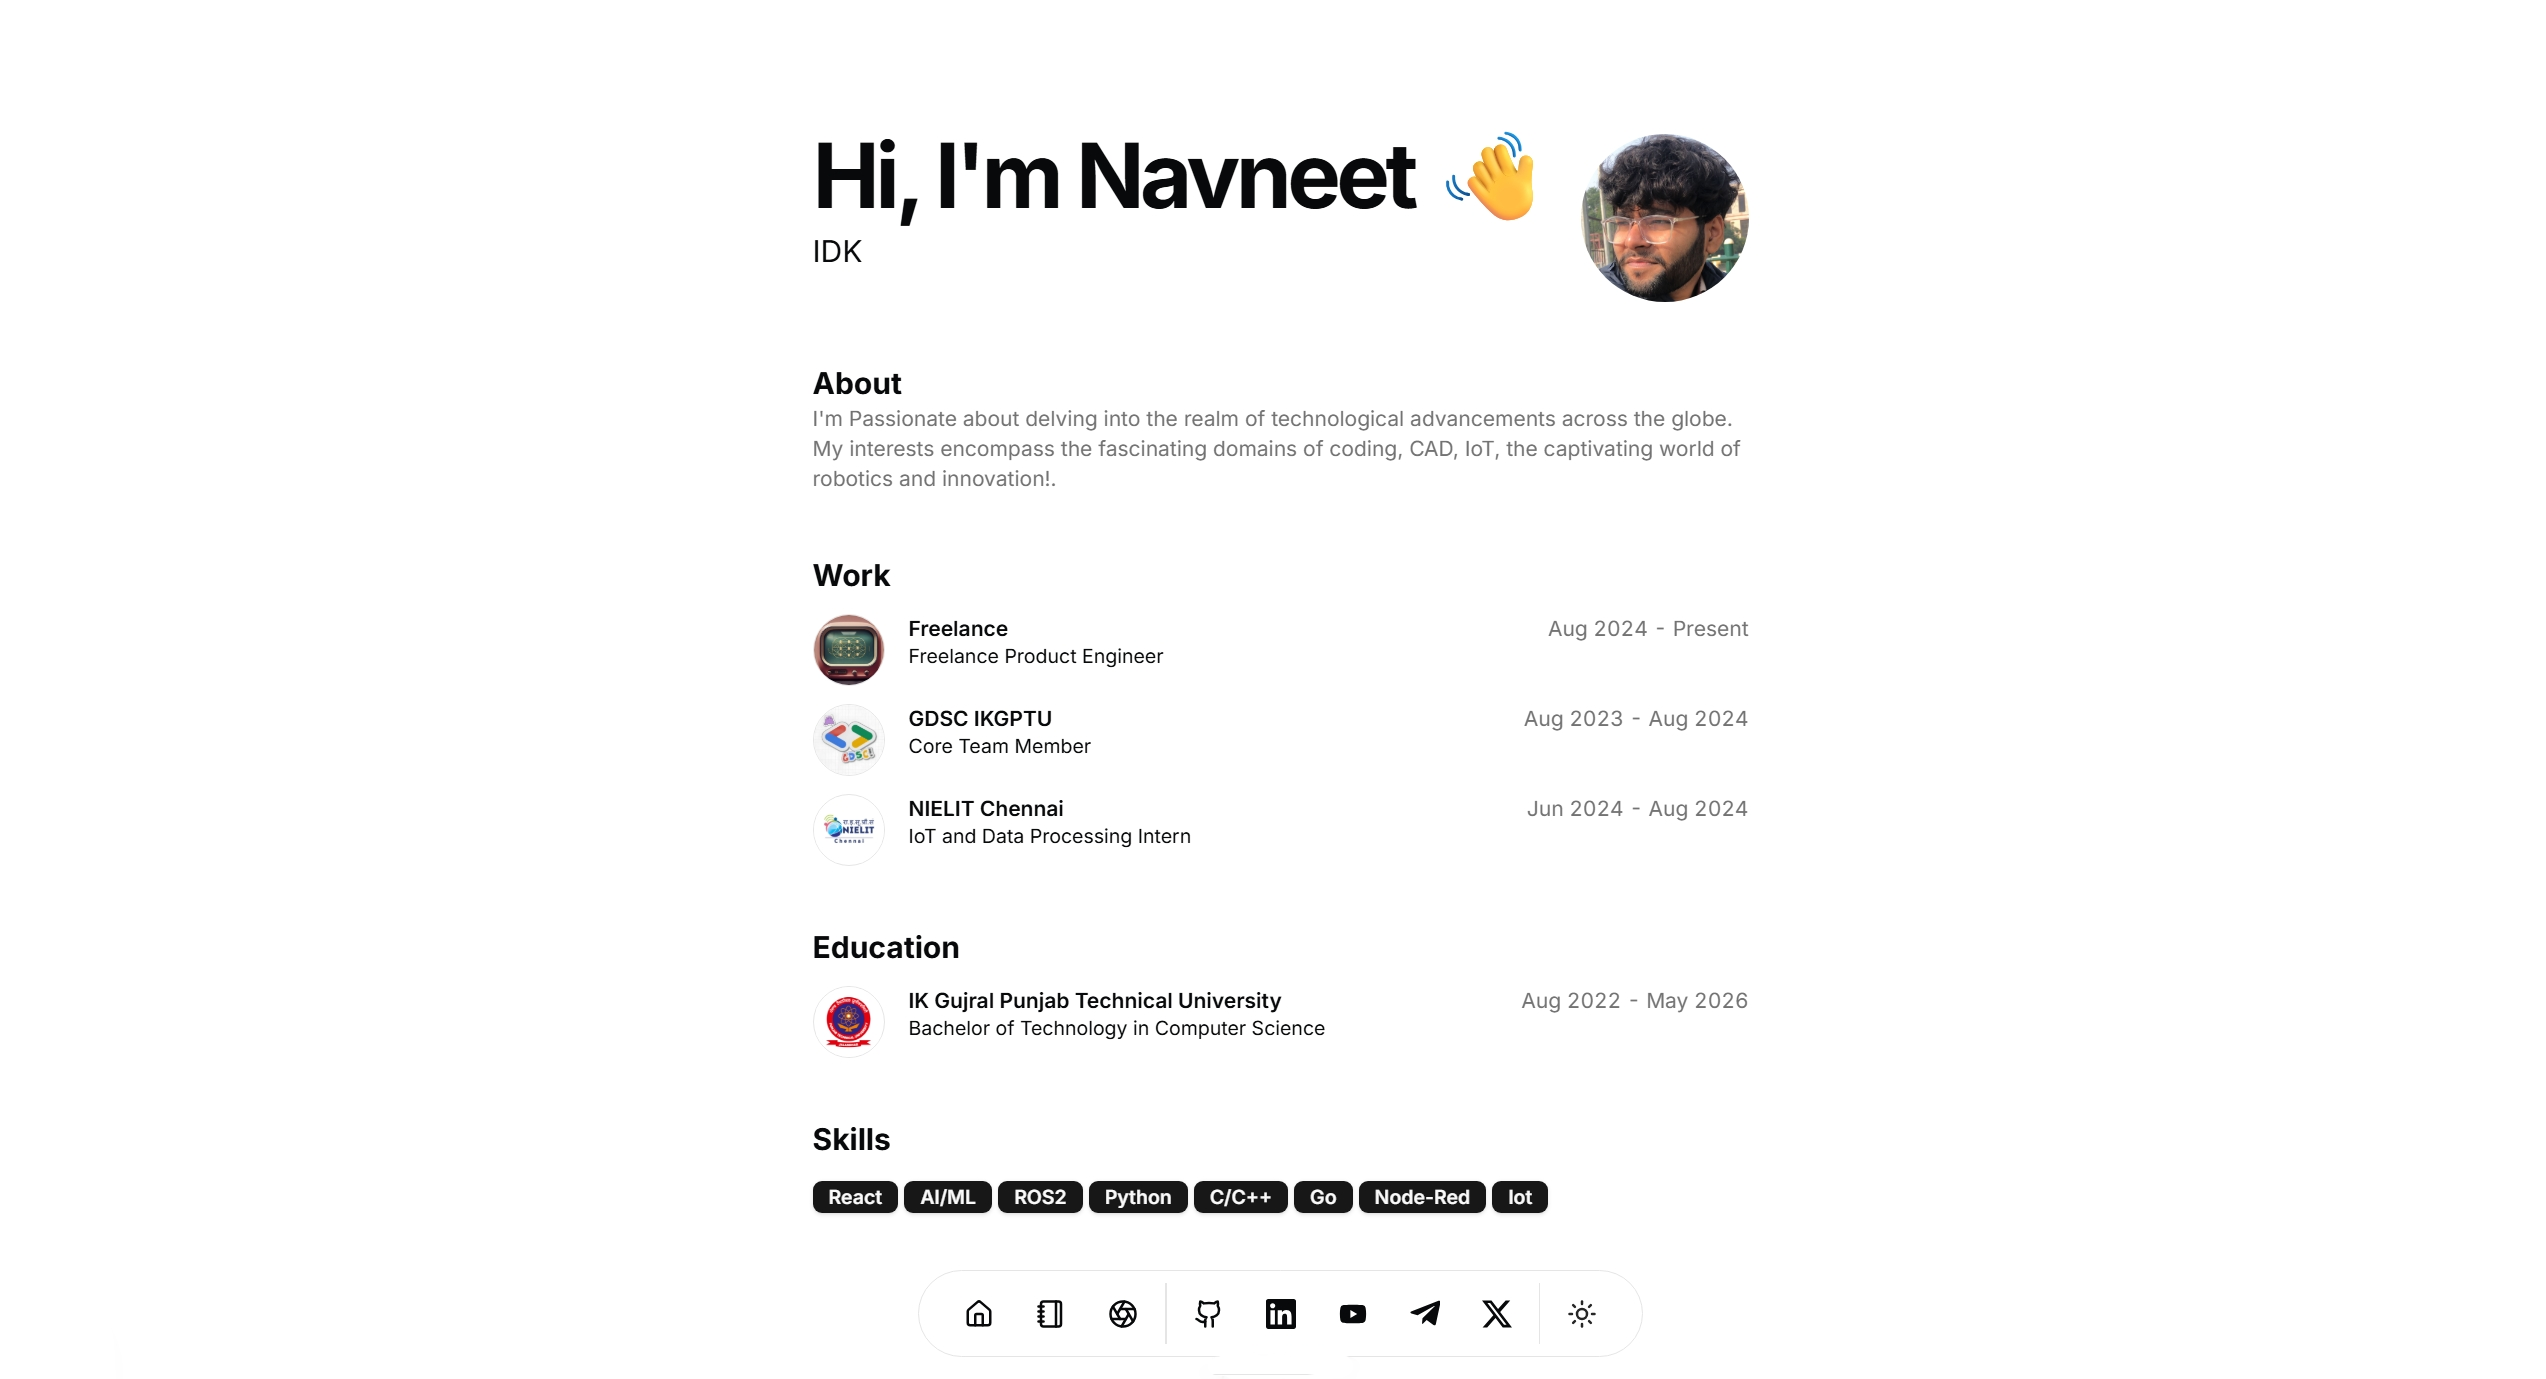 Hi, I'm Navneet 👋
IDK
About
I'm Passionate about delving into the realm of technological advancements across the globe.
My interests encompass the fascinating domains of coding, CAD, IoT, the captivating world of
robotics and innovation!.
Work
Freelance Aug 2024 - Present
Freelance Product Engineer
GDSC IKGPTU Aug 2023 - Aug 2024
Core Team Member
GDSC
NIELIT Chennai Jun 2024 - Aug 2024
IoT and Data Processing Intern
NIELIT
Chennai
Education
IK Gujral Punjab Technical University Aug 2022 - May 2026
Bachelor of Technology in Computer Science
Skills
React AI/ML ROS2 Python C/C++ Go Node-Red Iot